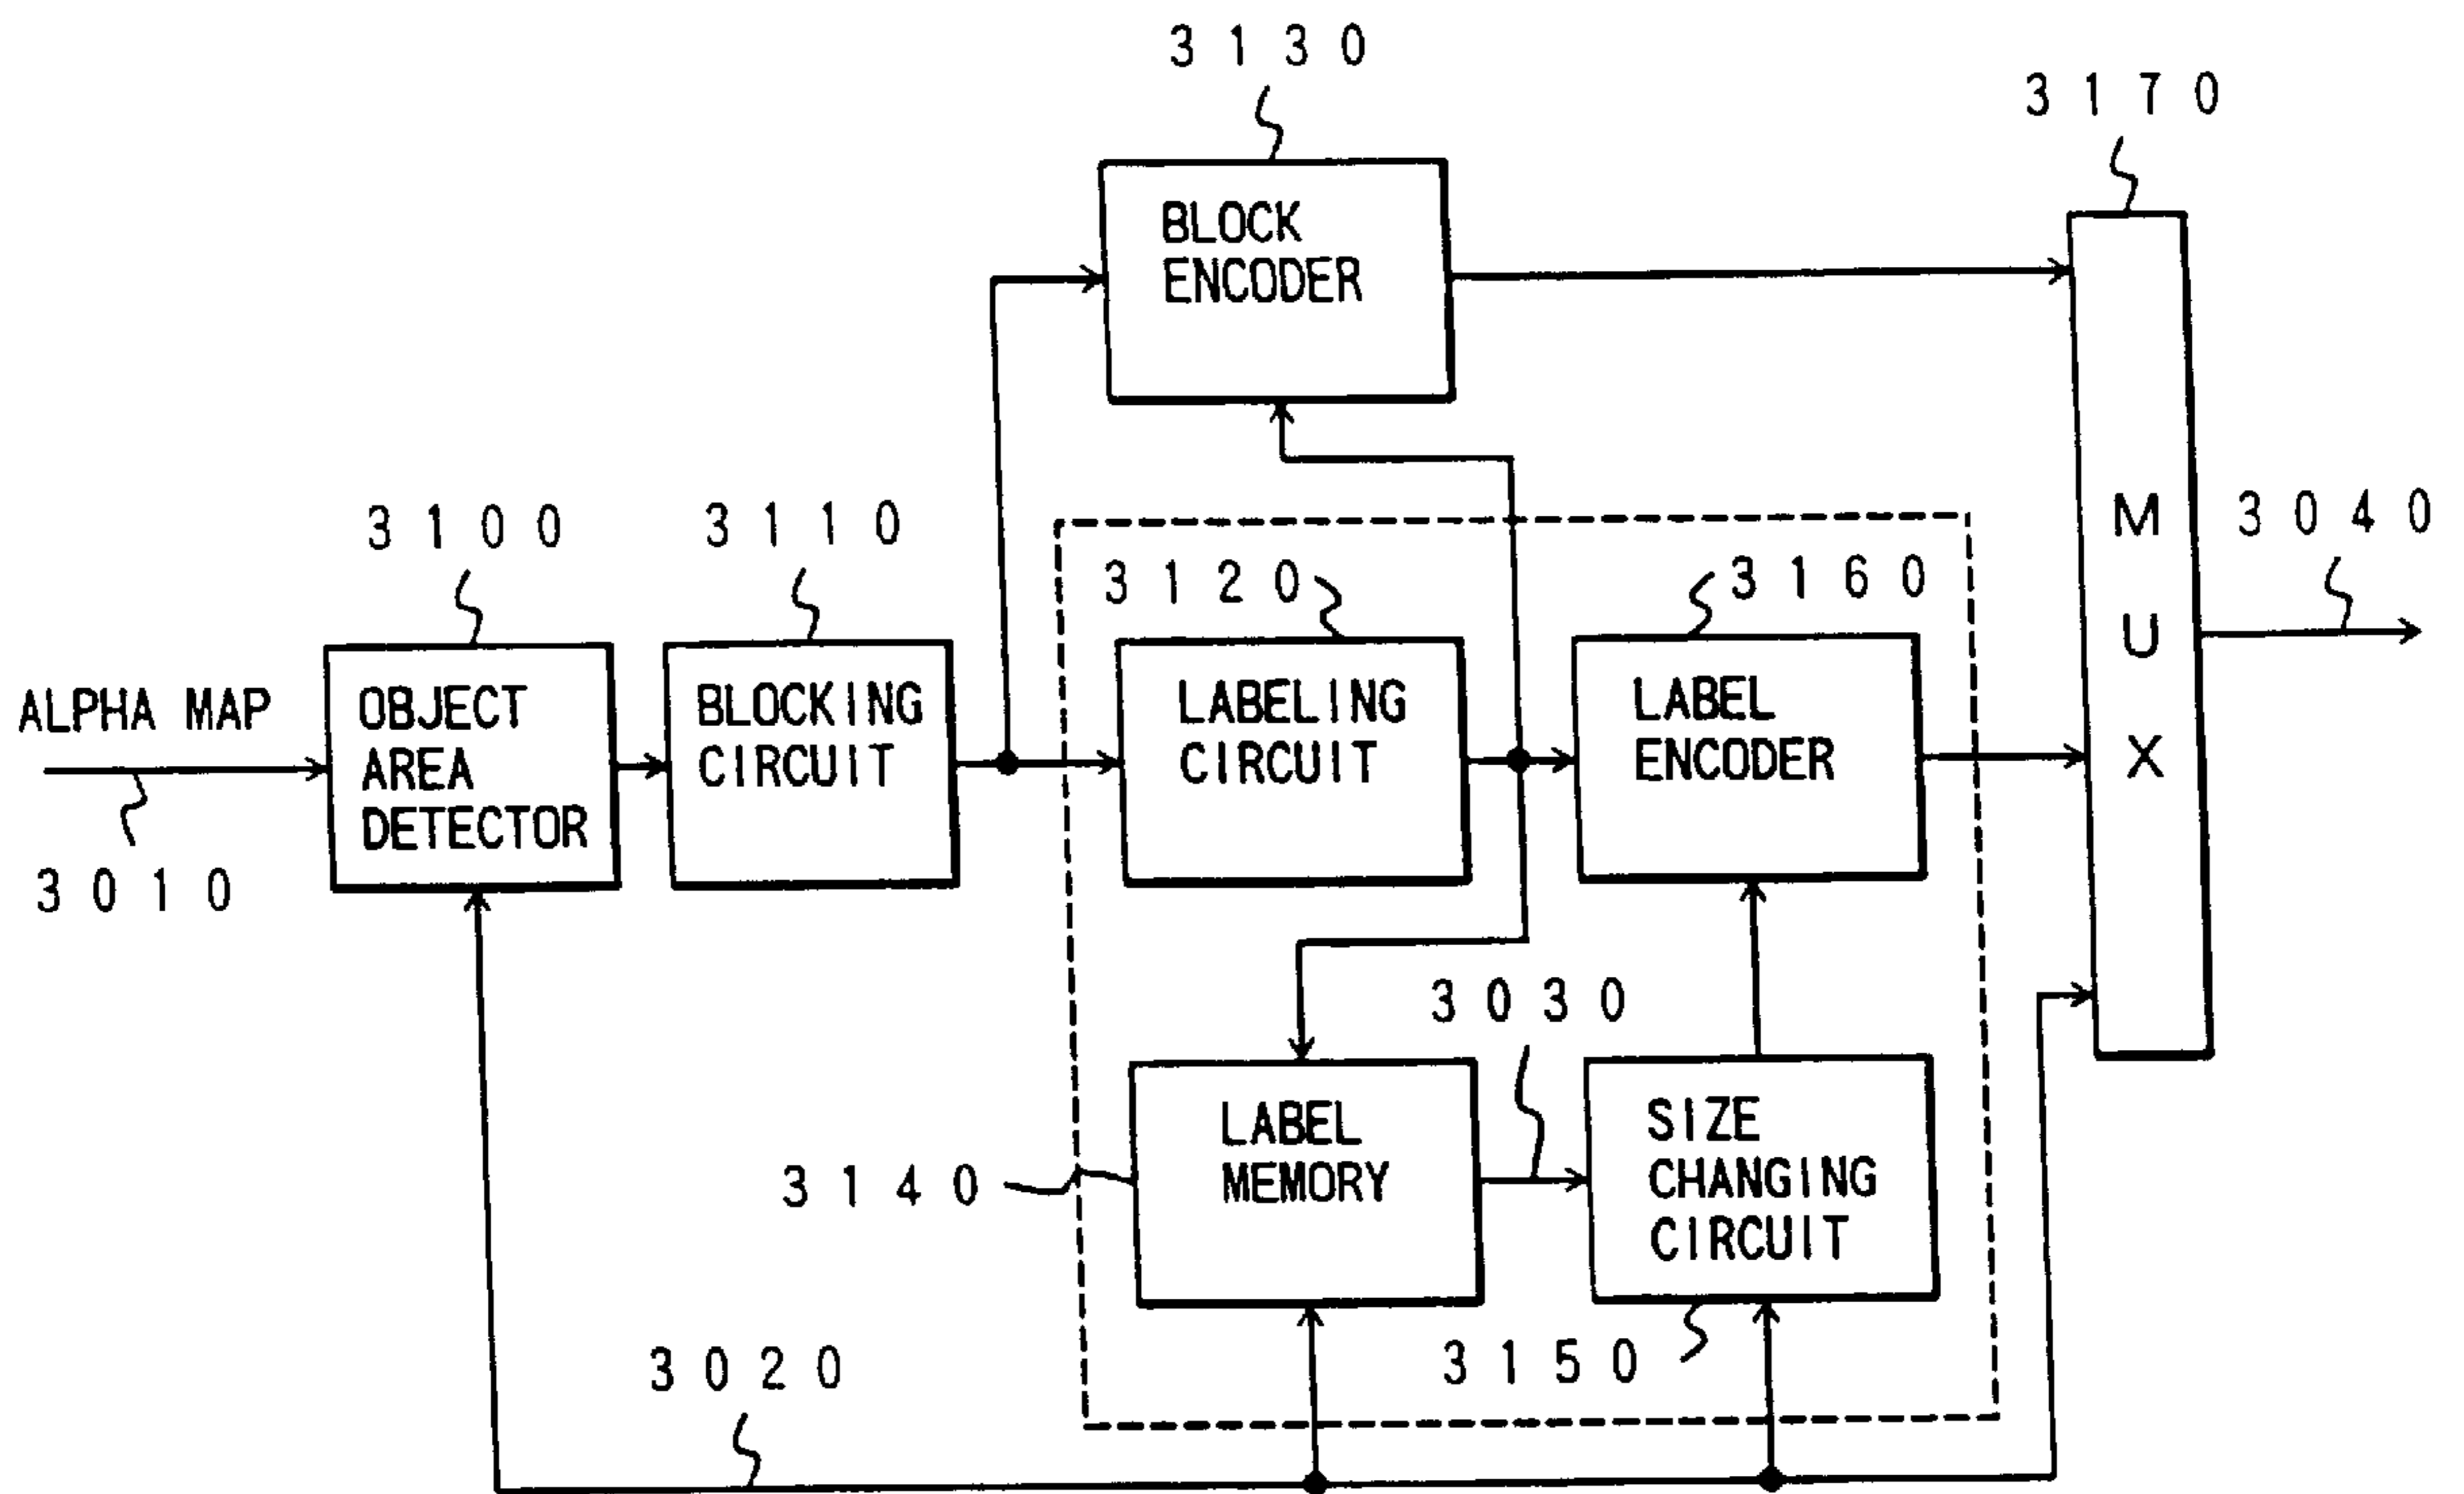 3130
3170
BLOCK
ENCODER
3100
3110
3120
3160
3040
MUX
ALPHA MAP
OBJECT
AREA
DETECTOR
BLOCKING
CIRCUIT
LABELING
CIRCUIT
LABEL
ENCODER
3010
3030
3140
LABEL
MEMORY
SIZE
CHANGING
CIRCUIT
3020
3150